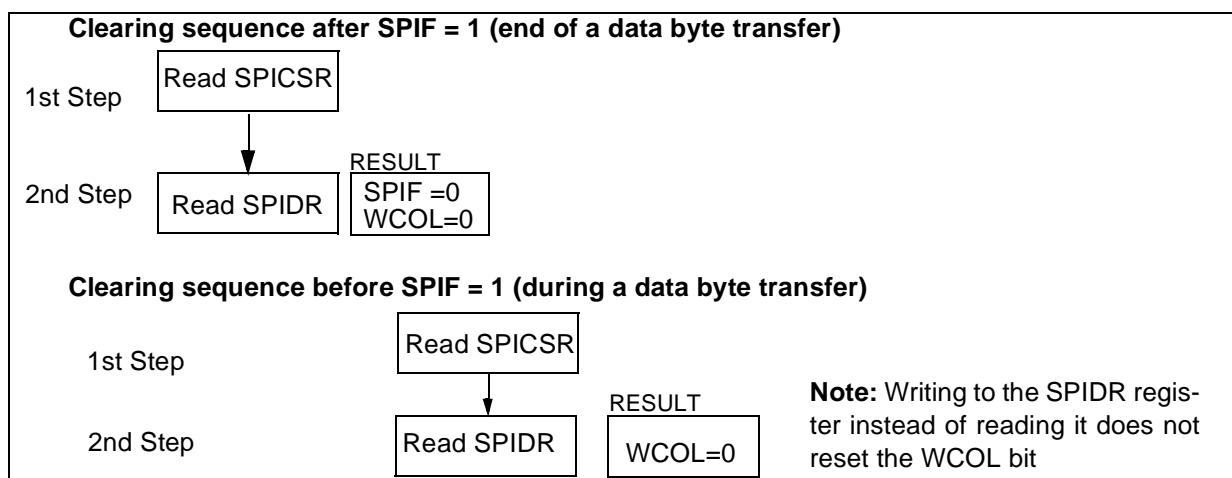 Clearing sequence after SPIF = 1 (end of a data byte transfer)
1st Step
Read SPICSR
2nd Step
Read SPIDR
RESULT
SPIF =0
WCOL=0
Clearing sequence before SPIF = 1 (during a data byte transfer)
1st Step
Read SPICSR
2nd Step
Read SPIDR
RESULT
WCOL=0
Note: Writing to the SPIDR regis-
ter instead of reading it does not
reset the WCOL bit